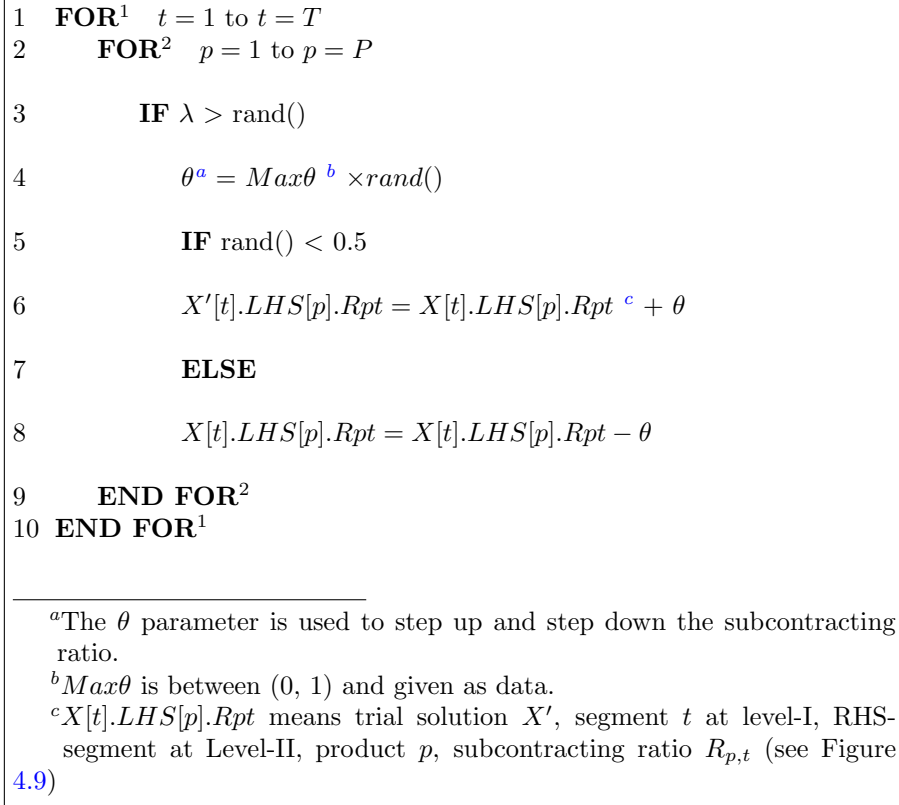 1 FOR¹ t = 1 to t = T
2 FOR² p = 1 to p = P
3 IF λ > rand()
4 θᵃ = Maxθ ᵇ ×rand()
5 IF rand() < 0.5
6 X′[t].LHS[p].Rpt = X[t].LHS[p].Rpt ᶜ + θ
7 ELSE
8 X[t].LHS[p].Rpt = X[t].LHS[p].Rpt − θ
9 END FOR²
10 END FOR¹
ᵃThe θ parameter is used to step up and step down the subcontracting
ratio.
ᵇMaxθ is between (0, 1) and given as data.
ᶜX[t].LHS[p].Rpt means trial solution X′, segment t at level-I, RHS-
segment at Level-II, product p, subcontracting ratio Rₚ,ₜ (see Figure
4.9)